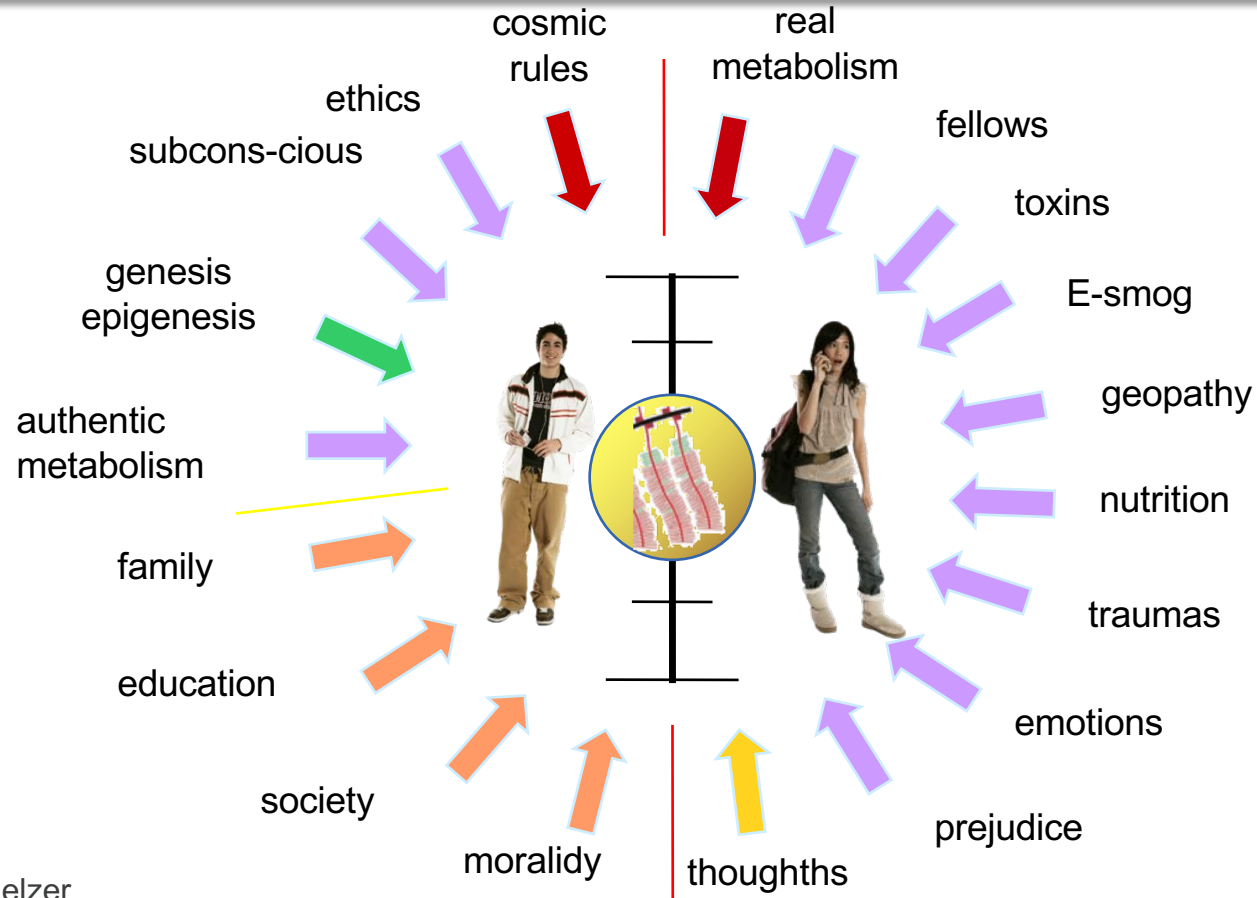 cosmic
rules
real
metabolism
ethics
fellows
subcons-cious
toxins
genesis
epigenesis
E-smog
authentic
metabolism
geopathy
nutrition
family
traumas
education
emotions
society
prejudice
moralidy
thoughths
elzer